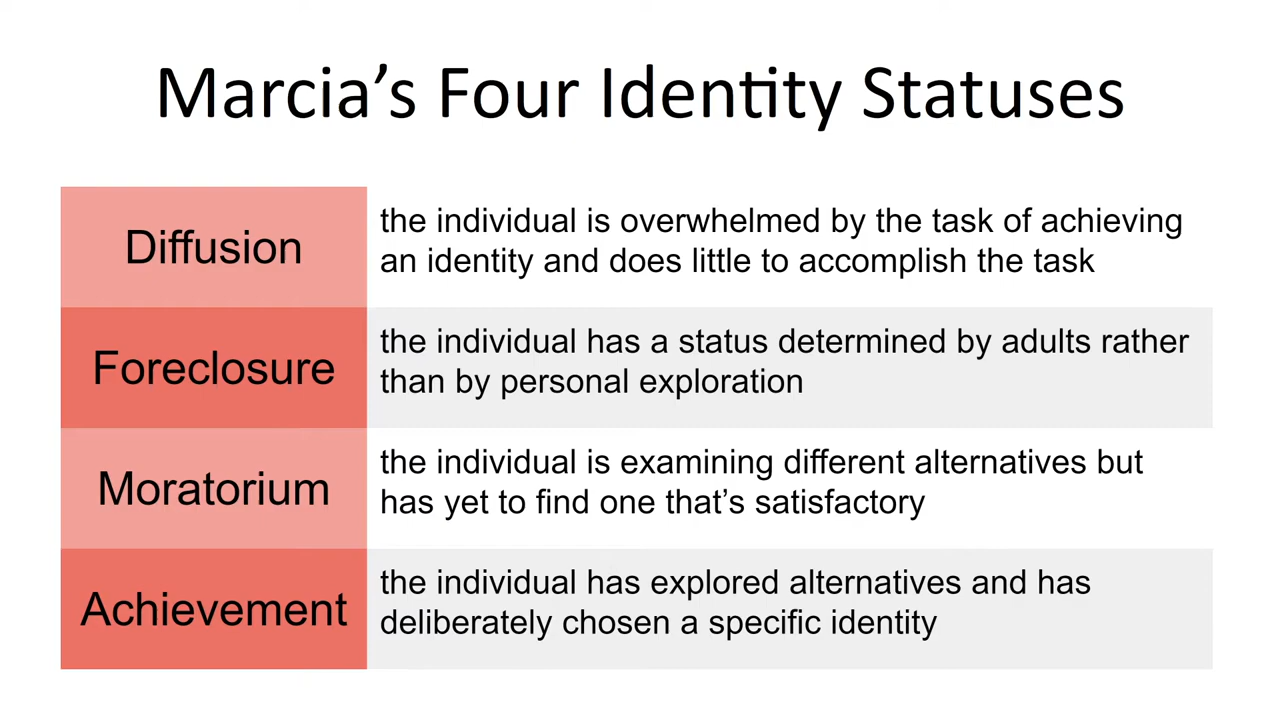 Marcia’s Four Identity Statuses
Diffusion
the individual is overwhelmed by the task of achieving
an identity and does little to accomplish the task
Foreclosure
the individual has a status determined by adults rather
than by personal exploration
Moratorium
the individual is examining different alternatives but
has yet to find one that’s satisfactory
Achievement
the individual has explored alternatives and has
deliberately chosen a specific identity